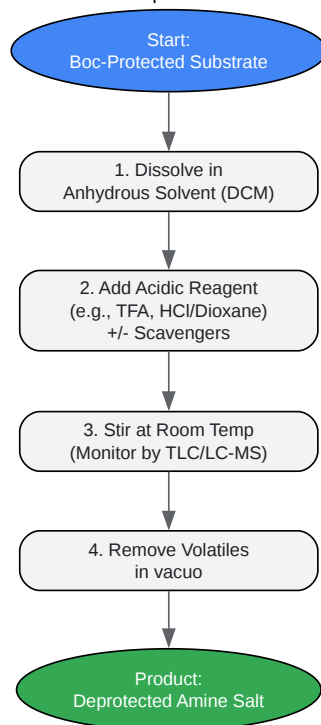 Start:
Boc-Protected Substrate
1. Dissolve in
Anhydrous Solvent (DCM)
2. Add Acidic Reagent
(e.g., TFA, HCl/Dioxane)
+/- Scavengers
3. Stir at Room Temp
(Monitor by TLC/LC-MS)
4. Remove Volatiles
in vacuo
Product:
Deprotected Amine Salt